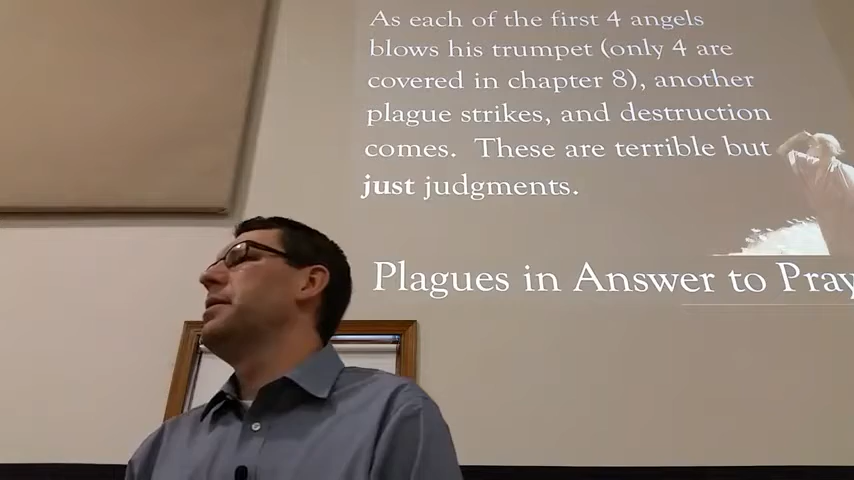 As each of the first 4 angels
blows his trumpet (only 4 are
covered in chapter 8), another
plague strikes, and destruction
comes. These are terrible but
just judgments.
Plagues in Answer to Pray